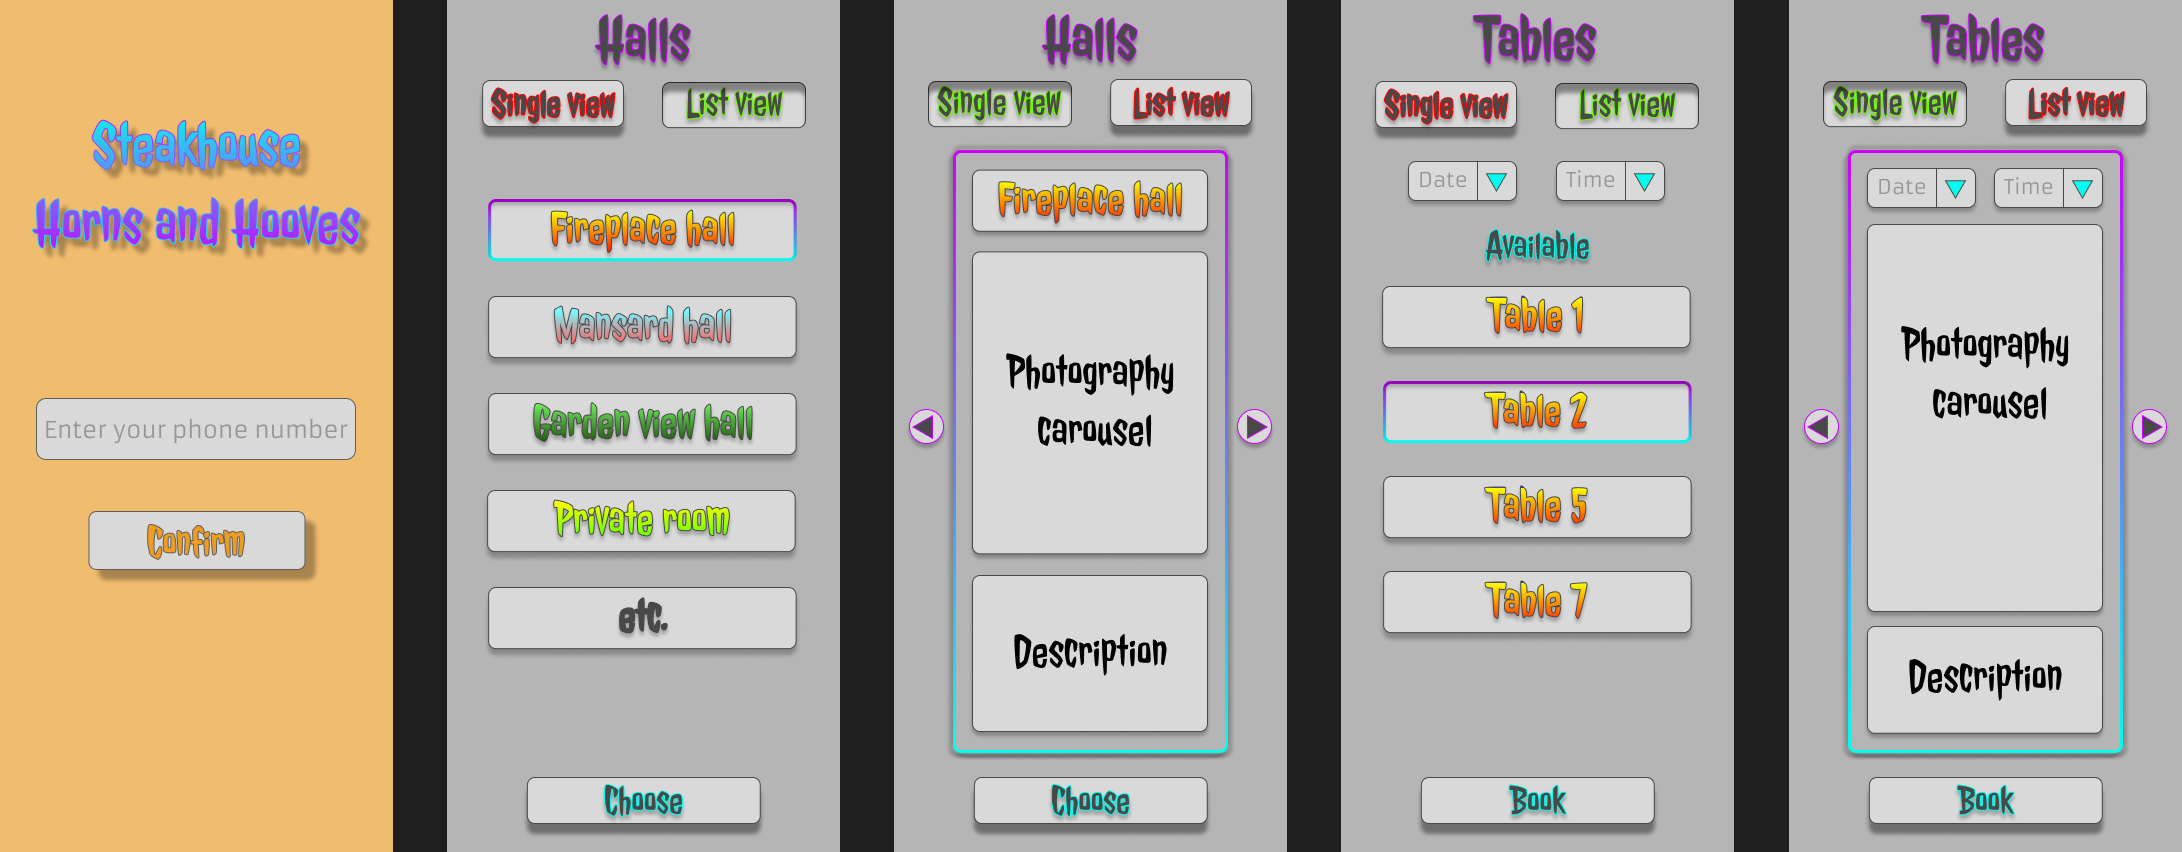 Steakhouse
Horns and Hooves
Enter your phone number
Confirm
Halls
Single view
List view
Fireplace hall
Mansard hall
Garden view hall
Private room
etc.
Choose
Halls
Single view
List view
Fireplace hall
Photography
carousel
Description
Choose
Tables
Single view
List view
Date
Time
Available
Table 1
Table 2
Table 5
Table 7
Book
Tables
Single view
List view
Date
Time
Photography
carousel
Description
Book